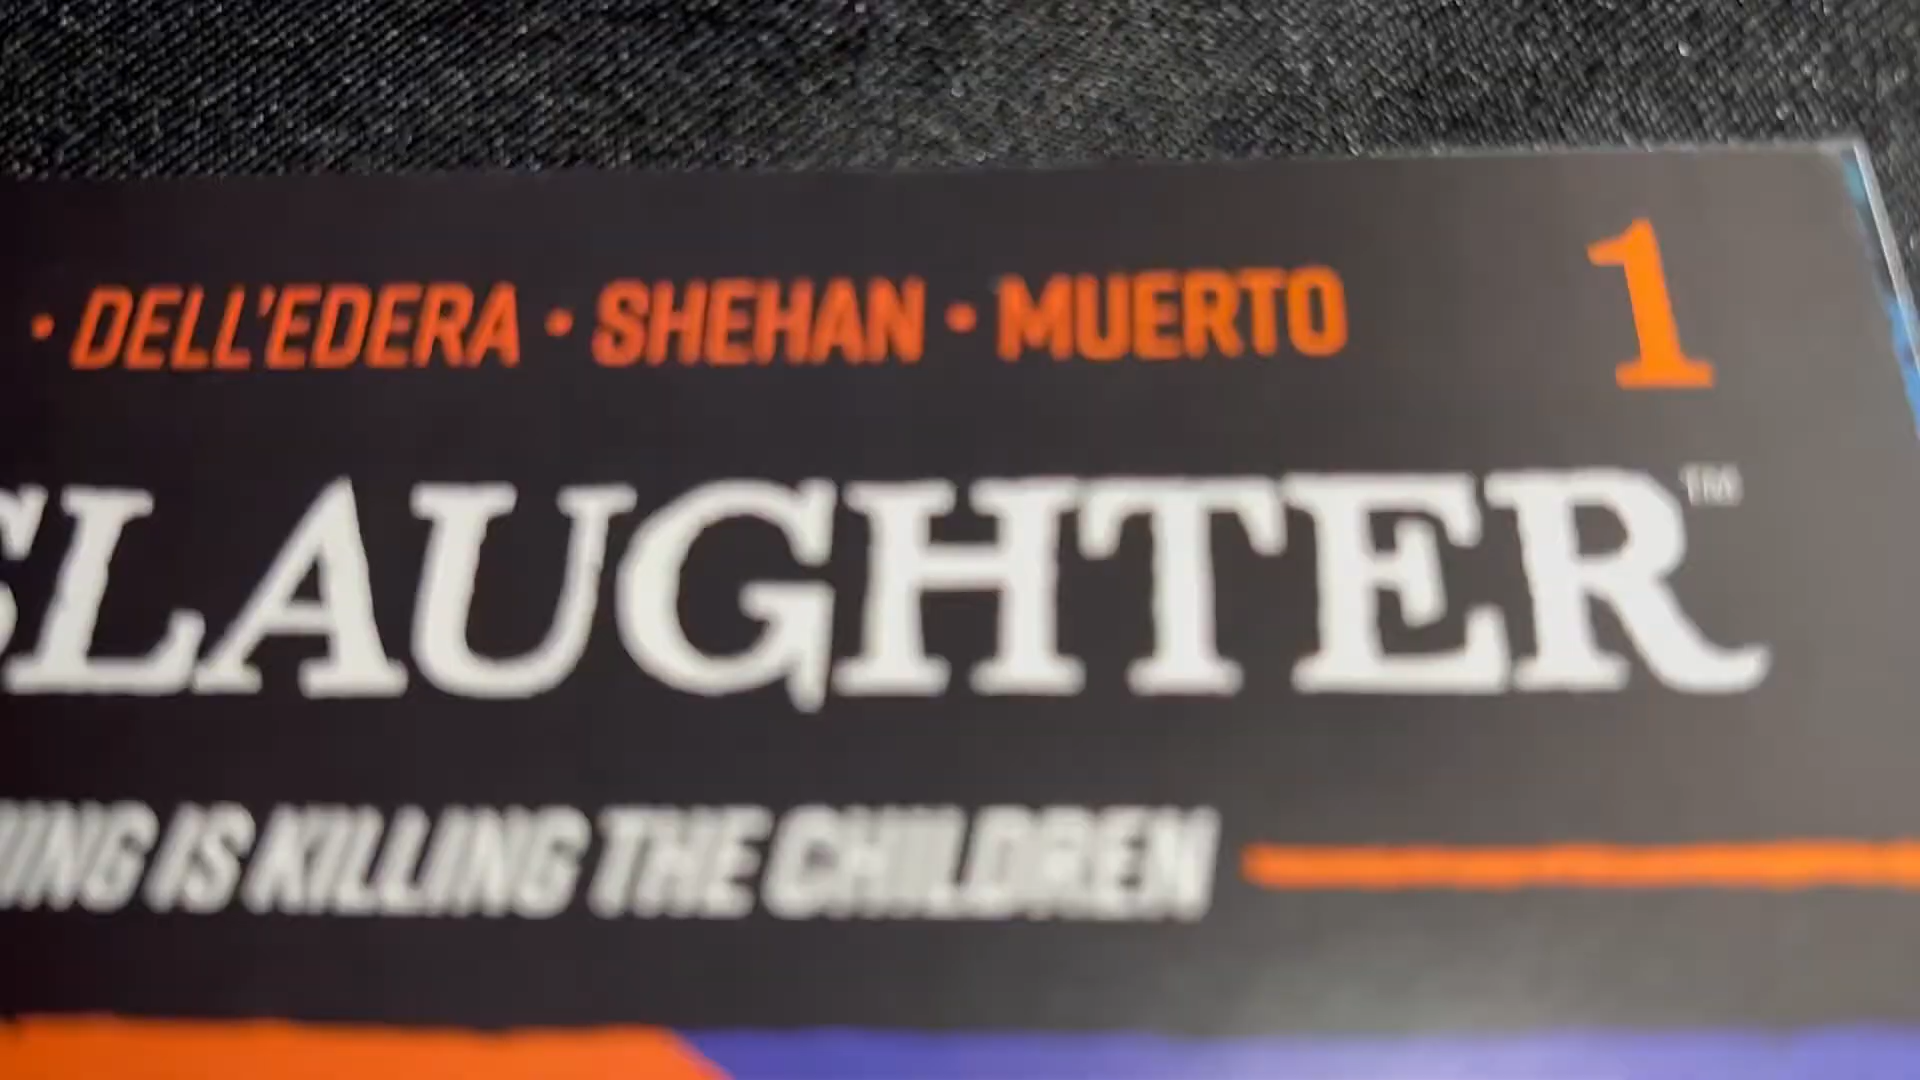 • DELL'EDERA • SHEHAN • MUERTO 1
SLAUGHTER™
IS KILLING THE CHILDREN